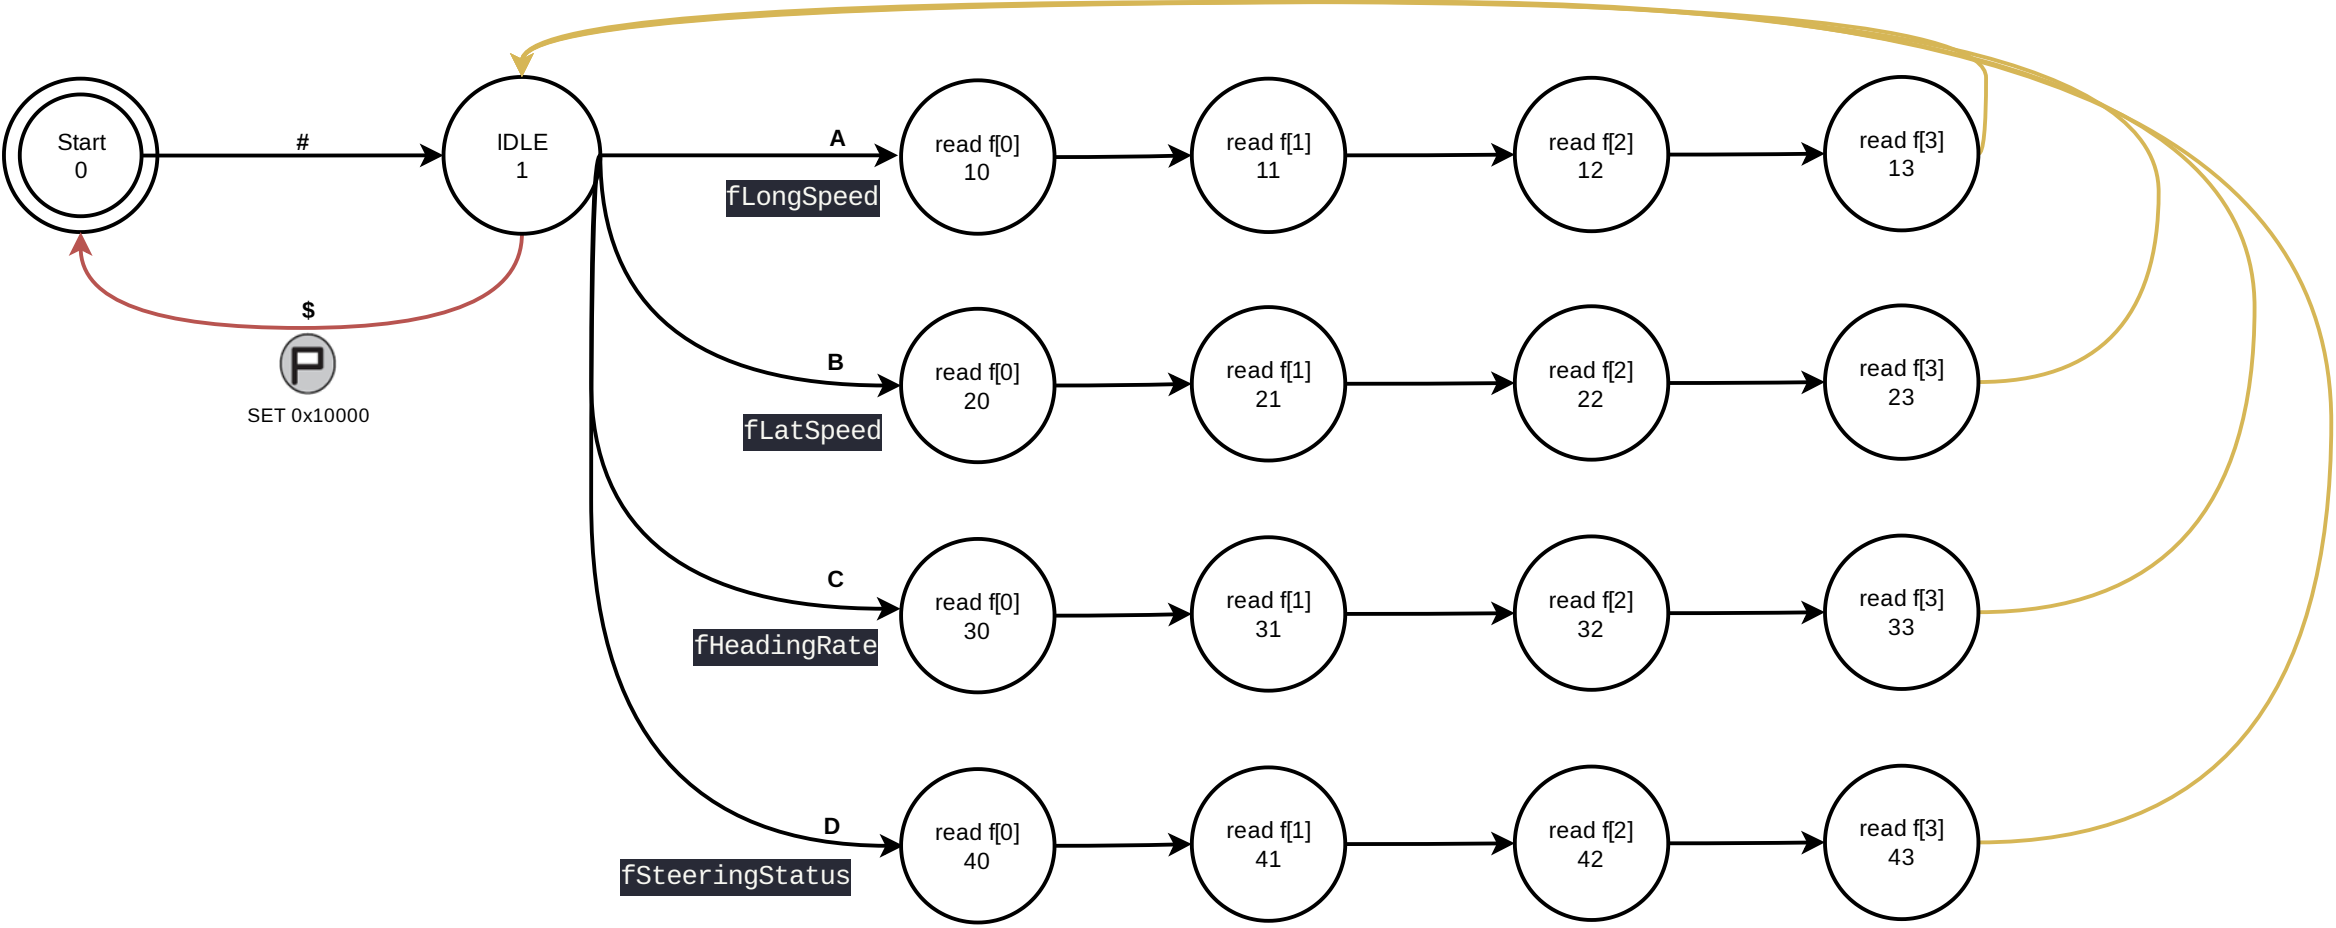 Start
0
#
IDLE
1
A
fLongSpeed
read f[0]
10
read f[1]
11
read f[2]
12
read f[3]
13
$
SET 0x10000
B
fLatSpeed
read f[0]
20
read f[1]
21
read f[2]
22
read f[3]
23
C
fHeadingRate
read f[0]
30
read f[1]
31
read f[2]
32
read f[3]
33
D
fSteeringStatus
read f[0]
40
read f[1]
41
read f[2]
42
read f[3]
43